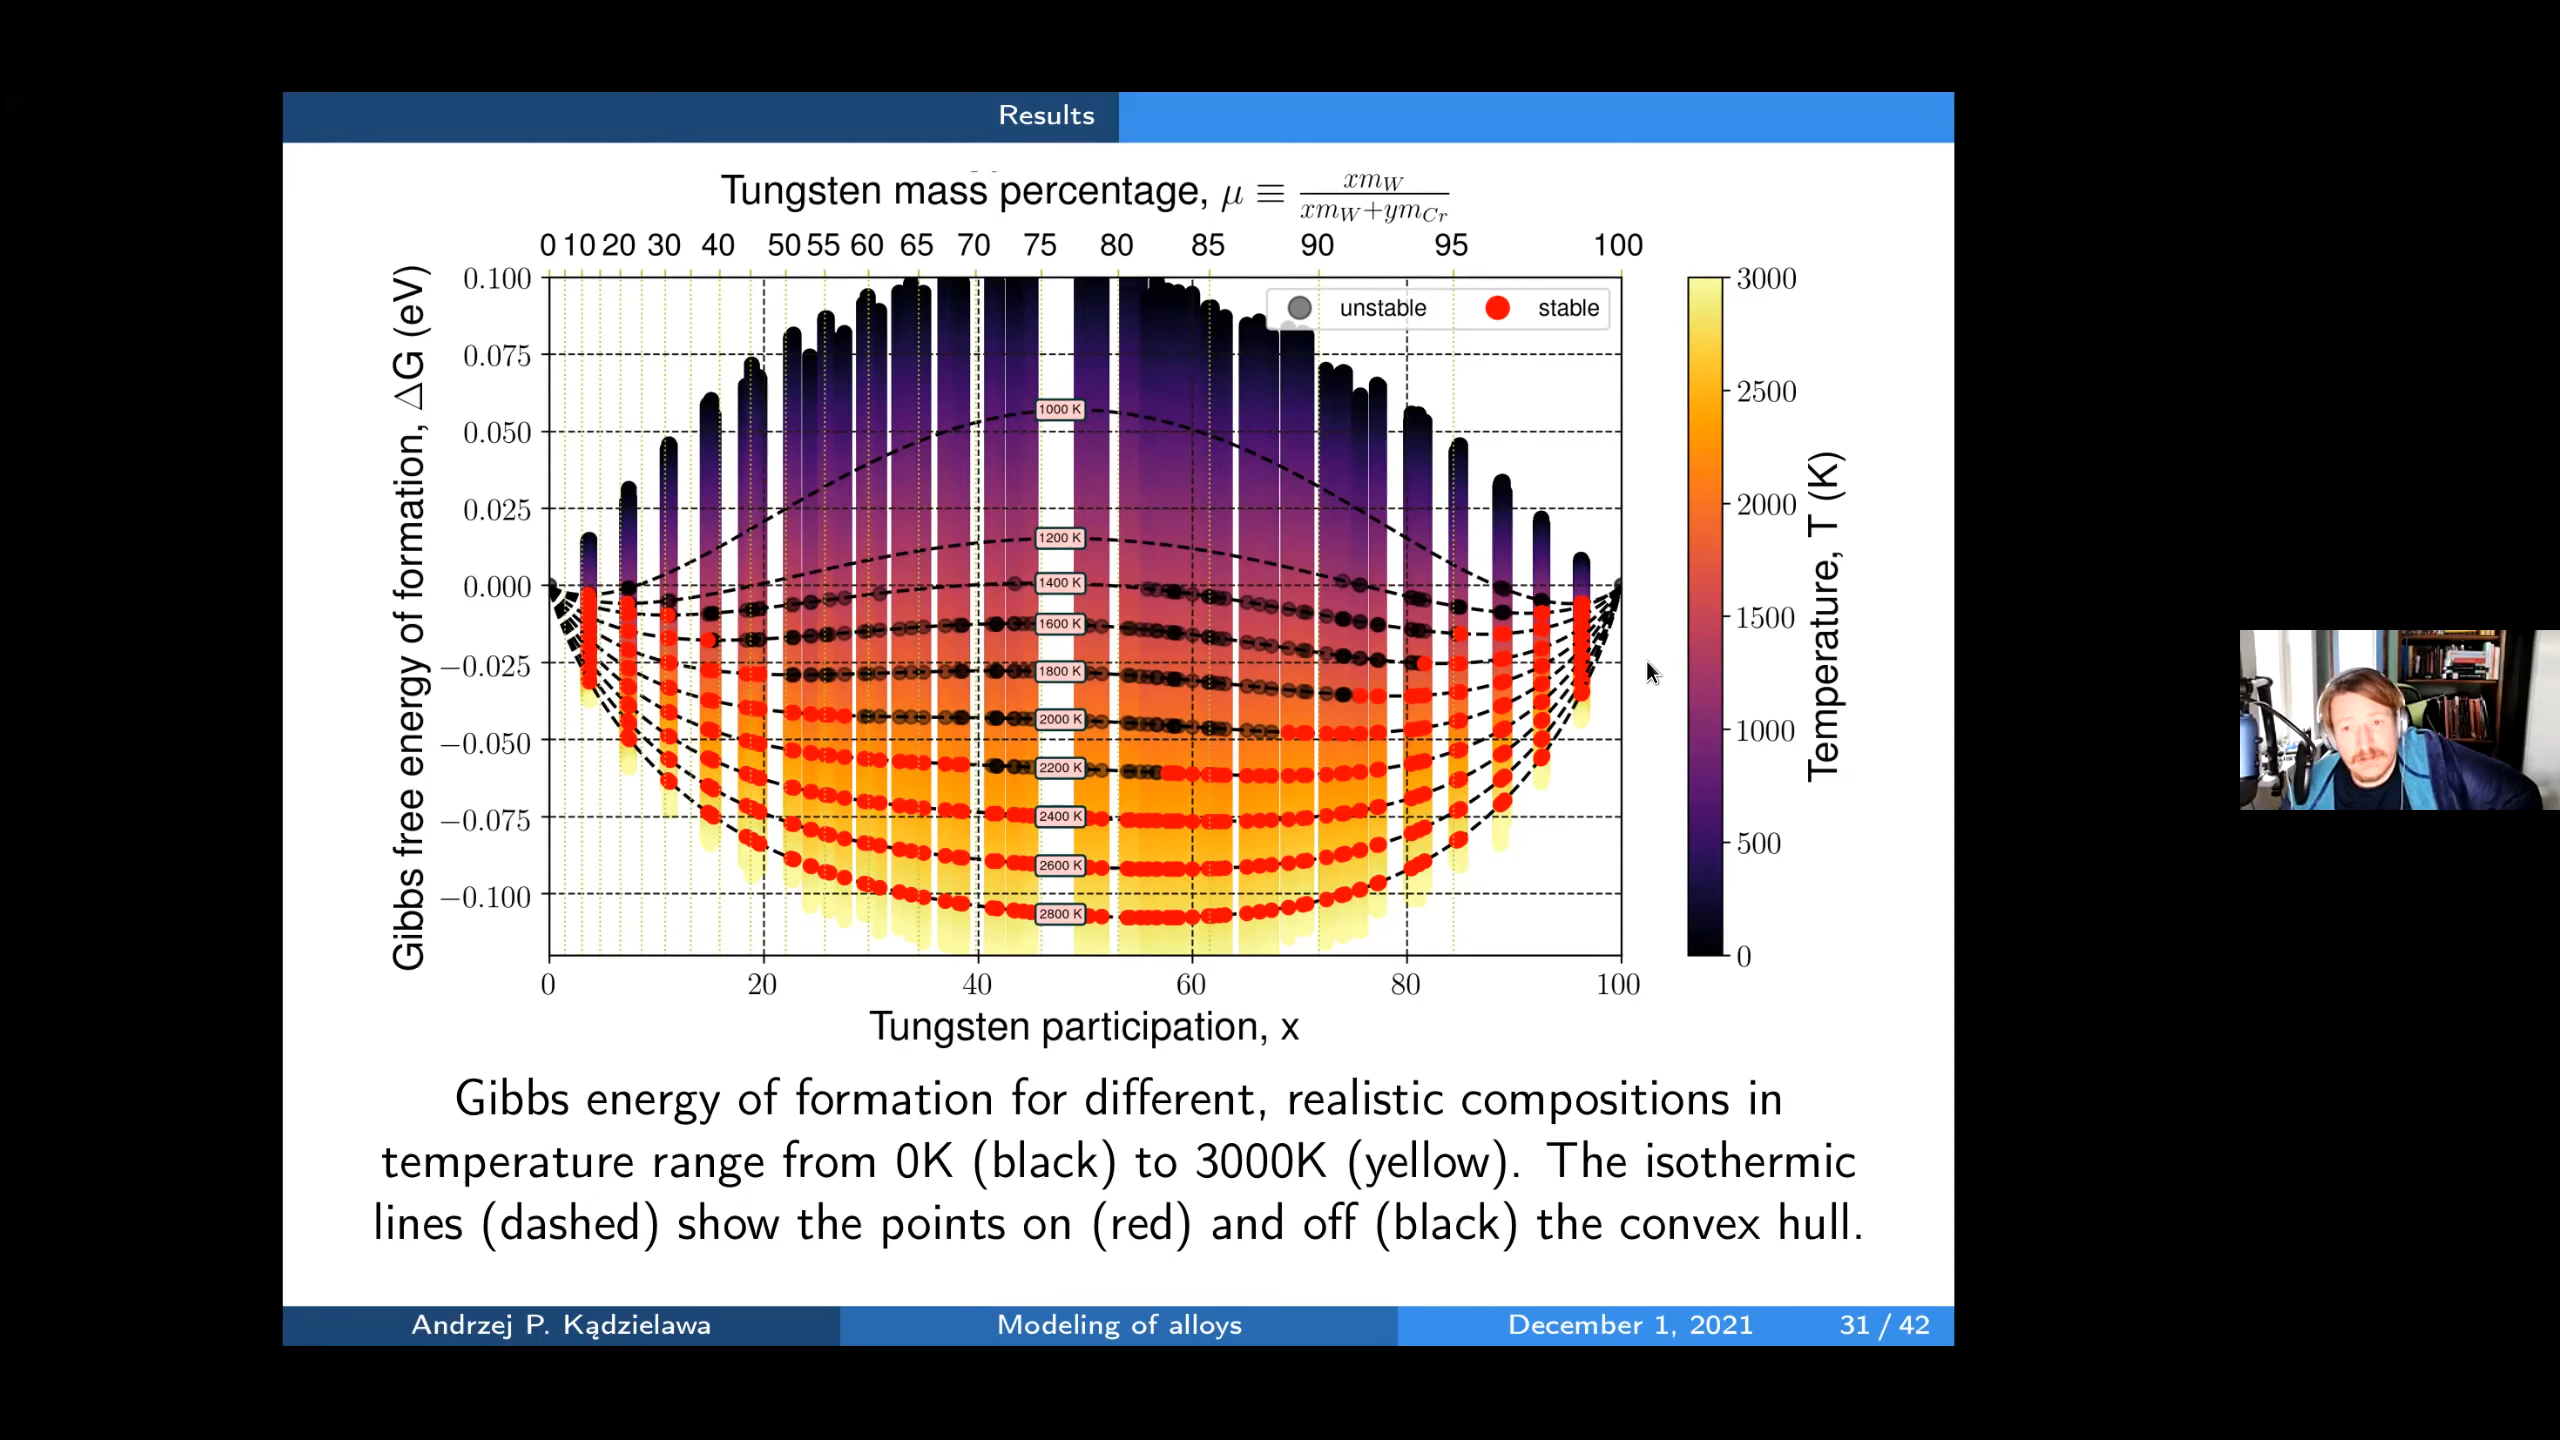 Results
Tungsten mass percentage, μ ≡ xm_W / (xm_W+ym_Cr)
0 10 20 30 40 50 55 60 65 70 75 80 85 90 95 100
Gibbs free energy of formation, △G (eV)
0.100
0.075
0.050
0.025
0.000
−0.025
−0.050
−0.075
−0.100
unstable stable
1000 K
1200 K
1400 K
1600 K
1800 K
2000 K
2200 K
2400 K
2600 K
2800 K
0 20 40 60 80 100
Tungsten participation, x
3000
2500
2000
1500
1000
500
0
Temperature, T (K)
Gibbs energy of formation for different, realistic compositions in
temperature range from 0K (black) to 3000K (yellow). The isothermic
lines (dashed) show the points on (red) and off (black) the convex hull.
Andrzej P. Kądzielawa Modeling of alloys December 1, 2021 31 / 42